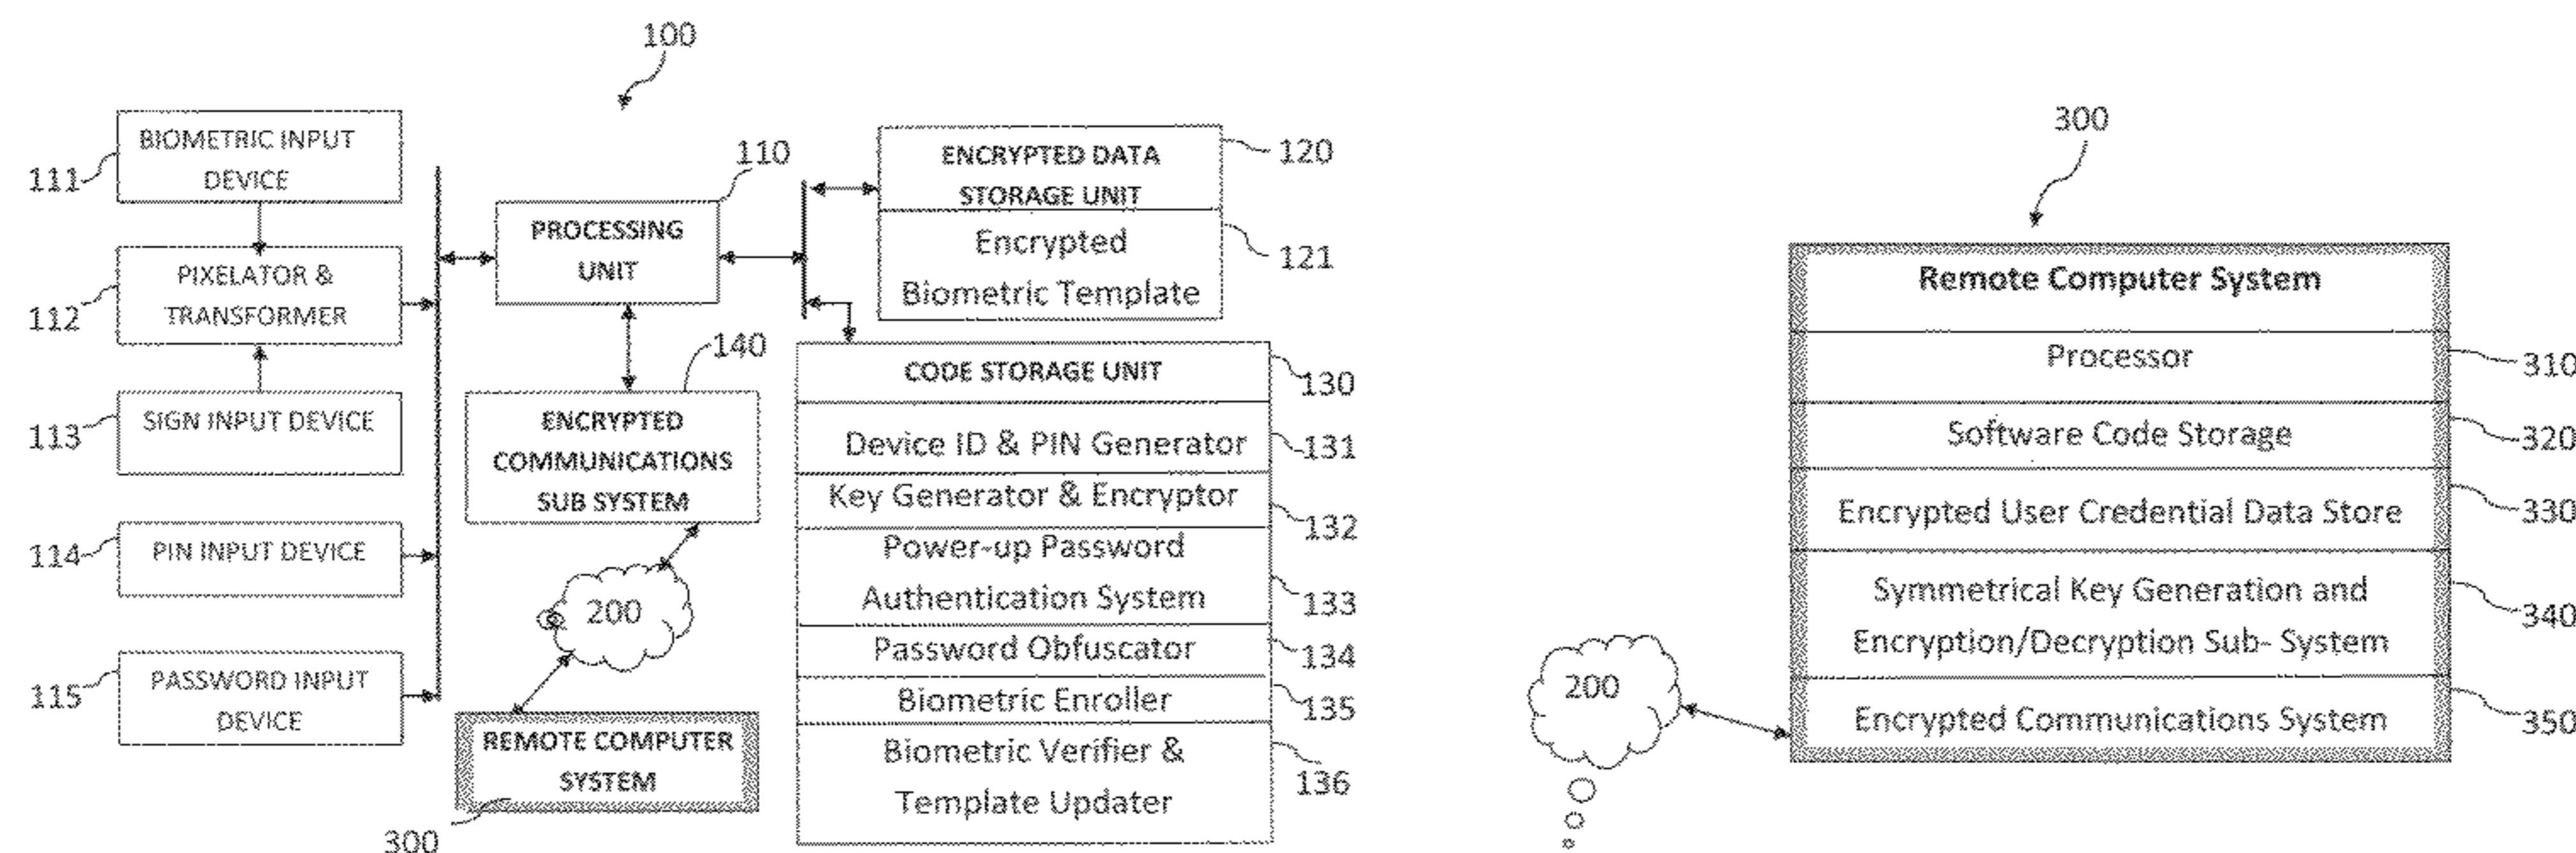 100
BIOMETRIC INPUT
DEVICE
111
PIXELATOR &
TRANSFORMER
112
SIGN INPUT DEVICE
113
PIN INPUT DEVICE
114
PASSWORD INPUT
DEVICE
115
110
PROCESSING
UNIT
140
ENCRYPTED
COMMUNICATIONS
SUB SYSTEM
200
REMOTE COMPUTER
SYSTEM
300
ENCRYPTED DATA
STORAGE UNIT
120
Encrypted
Biometric Template
121
CODE STORAGE UNIT
130
Device ID & PIN Generator
131
Key Generator & Encryptor
132
Power-up Password
Authentication System
133
Password Obfuscator
134
Biometric Enroller
135
Biometric Verifier &
Template Updater
136
300
Remote Computer System
Processor
310
Software Code Storage
320
Encrypted User Credential Data Store
330
Symmetrical Key Generation and
Encryption/Decryption Sub- System
340
Encrypted Communications System
350
200